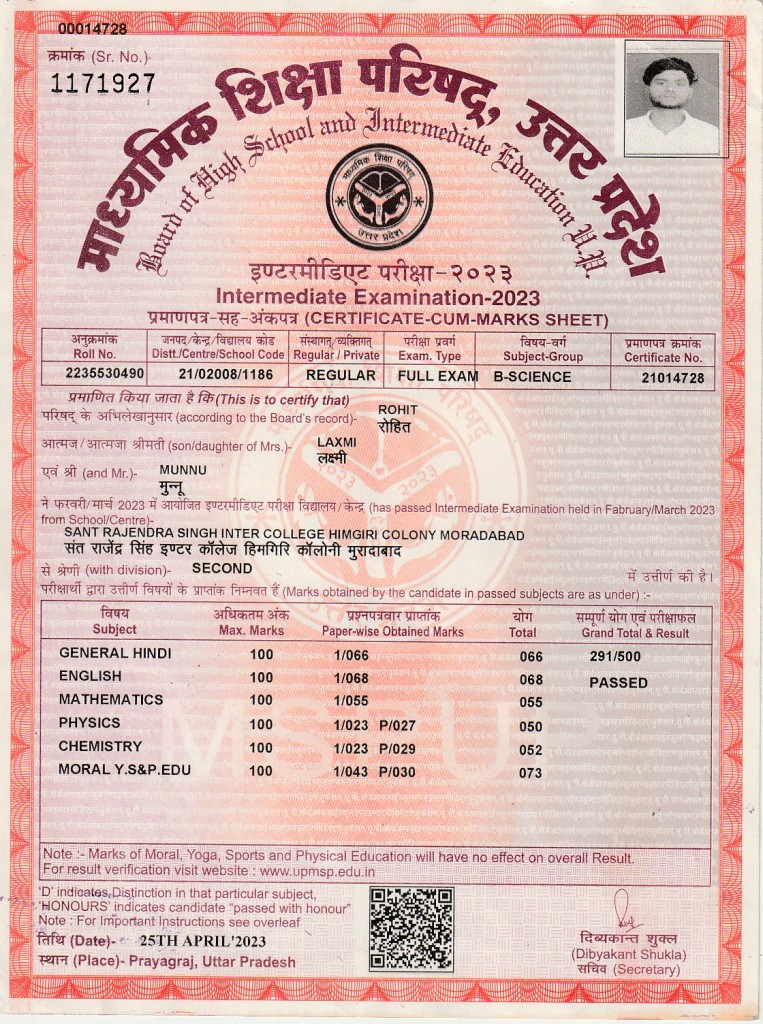 00014728
क्रमांक (Sr. No.)
1171927
माध्यमिक शिक्षा परिषद्, उत्तर प्रदेश
Board of High School and Intermediate Education U.P.
माध्यमिक शिक्षा परिषद्
उत्तर प्रदेश
इण्टरमीडिएट परीक्षा-२०२३
Intermediate Examination-2023
प्रमाणपत्र-सह-अंकपत्र (CERTIFICATE-CUM-MARKS SHEET)
अनुक्रमांक जनपद/केन्द्र/विद्यालय कोड संस्थागत/व्यक्तिगत परीक्षा प्रवर्ग विषय-वर्ग प्रमाणपत्र क्रमांक
Roll No. Distt./Centre/School Code Regular / Private Exam. Type Subject-Group Certificate No.
2235530490 21/02008/1186 REGULAR FULL EXAM B-SCIENCE 21014728
प्रमाणित किया जाता है कि (This is to certify that)
ROHIT
परिषद् के अभिलेखानुसार (according to the Board's record)- रोहित
LAXMI
आत्मज/आत्मजा श्रीमती (son/daughter of Mrs.)- लक्ष्मी
एवं श्री (and Mr.)- MUNNU
मुन्नू
ने फरवरी/मार्च 2023 में आयोजित इण्टरमीडिएट परीक्षा विद्यालय/केन्द्र (has passed Intermediate Examination held in Fabruary/March 2023
from School/Centre)-
SANT RAJENDRA SINGH INTER COLLEGE HIMGIRI COLONY MORADABAD
संत राजेंद्र सिंह इण्टर कॉलेज हिमगिरि कॉलोनी मुरादाबाद
से श्रेणी (with division)- SECOND में उत्तीर्ण की है।
परीक्षार्थी द्वारा उत्तीर्ण विषयों के प्राप्तांक निम्नवत हैं (Marks obtained by the candidate in passed subjects are as under) :-
विषय अधिकतम अंक प्रश्नपत्रवार प्राप्तांक योग सम्पूर्ण योग एवं परीक्षाफल
Subject Max. Marks Paper-wise Obtained Marks Total Grand Total & Result
GENERAL HINDI 100 1/066 066 291/500
ENGLISH 100 1/068 068 PASSED
MATHEMATICS 100 1/055 055
PHYSICS 100 1/023 P/027 050
CHEMISTRY 100 1/023 P/029 052
MORAL Y.S&P.EDU 100 1/043 P/030 073
MSPUP
Note :- Marks of Moral, Yoga, Sports and Physical Education will have no effect on overall Result.
For result verification visit website : www.upmsp.edu.in
'D' indicates Distinction in that particular subject,
'HONOURS' indicates candidate "passed with honour"
Note : For Important Instructions see overleaf
तिथि (Date)- 25TH APRIL'2023
स्थान (Place)- Prayagraj, Uttar Pradesh
दिब्यकान्त शुक्ल
(Dibyakant Shukla)
सचिव (Secretary)